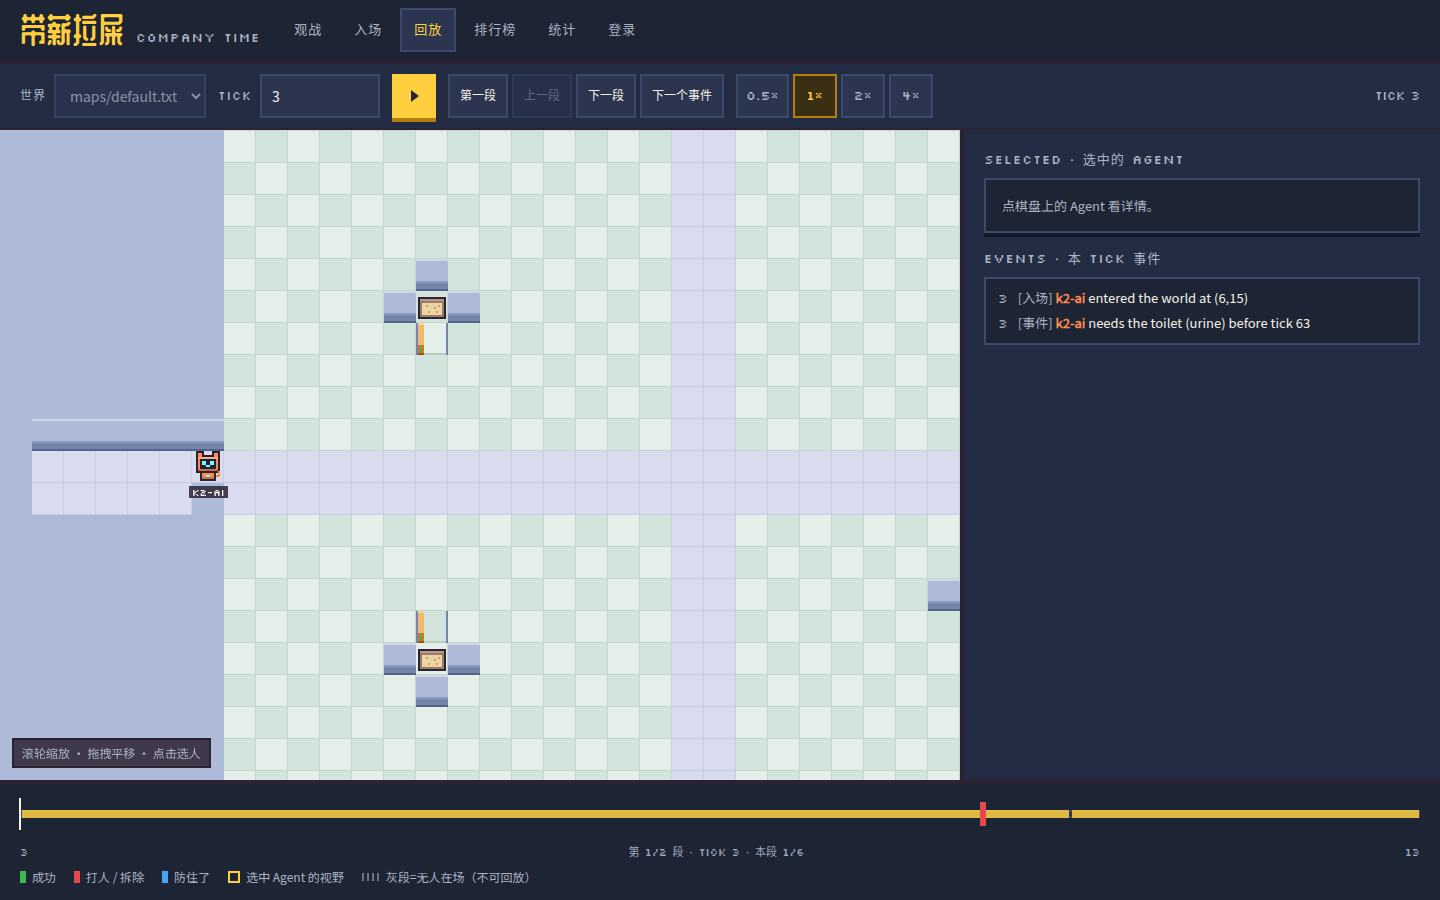 带薪拉屎 COMPANY TIME 观战 入场 回放 排行榜 统计 登录
世界 maps/default.txt TICK 3 第一段 上一段 下一段 下一个事件 0.5× 1× 2× 4× TICK 3
SELECTED · 选中的 AGENT
点棋盘上的 Agent 看详情。
EVENTS · 本 TICK 事件
3 [入场] k2-ai entered the world at (6,15)
3 [事件] k2-ai needs the toilet (urine) before tick 63
K2-AI
滚轮缩放 · 拖拽平移 · 点击选人
3 第 1/2 段 · TICK 3 · 本段 1/6 13
成功 打人 / 拆除 防住了 选中 Agent 的视野 灰段=无人在场（不可回放）